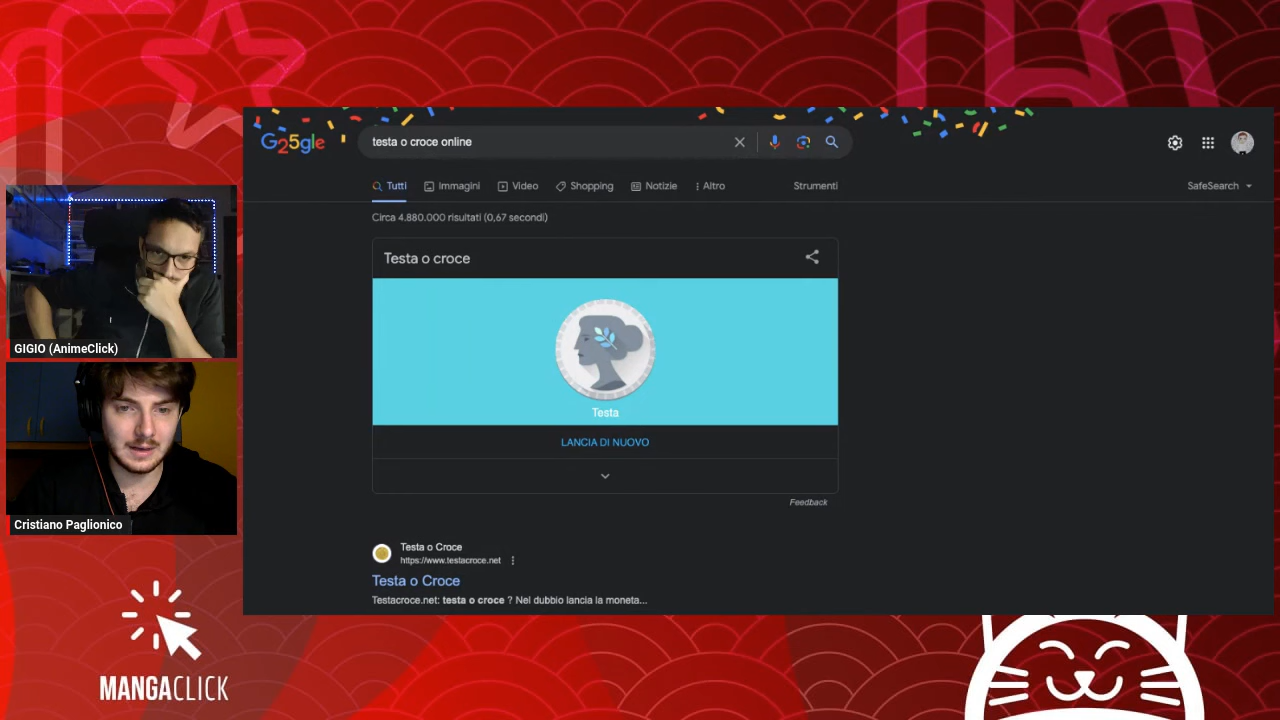 G25gle
testa o croce online
Tutti
Immagini
Video
Shopping
Notizie
Altro
Strumenti
SafeSearch
Circa 4.880.000 risultati (0,67 secondi)
Testa o croce
Testa
LANCIA DI NUOVO
Feedback
Testa o Croce
https://www.testacroce.net
Testa o Croce
Testacroce.net: testa o croce ? Nel dubbio lancia la moneta...
GIGIO (AnimeClick)
Cristiano Paglionico
MANGACLICK